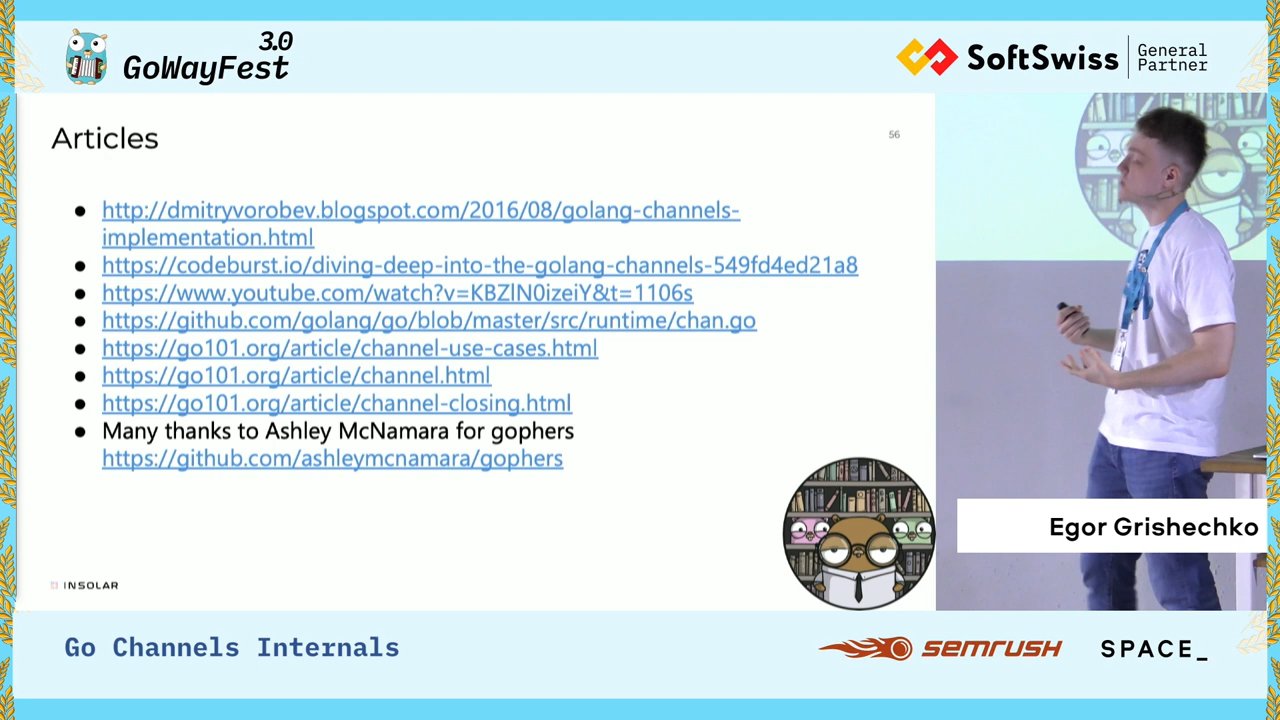 3.0
GoWayFest
SoftSwiss
General
Partner
Articles
56
http://dmitryvorobev.blogspot.com/2016/08/golang-channels-
implementation.html
https://codeburst.io/diving-deep-into-the-golang-channels-549fd4ed21a8
https://www.youtube.com/watch?v=KBZlN0izeiY&t=1106s
https://github.com/golang/go/blob/master/src/runtime/chan.go
https://go101.org/article/channel-use-cases.html
https://go101.org/article/channel.html
https://go101.org/article/channel-closing.html
Many thanks to Ashley McNamara for gophers
https://github.com/ashleymcnamara/gophers
Egor Grishechko
INSOLAR
Go Channels Internals
semrush
SPACE_